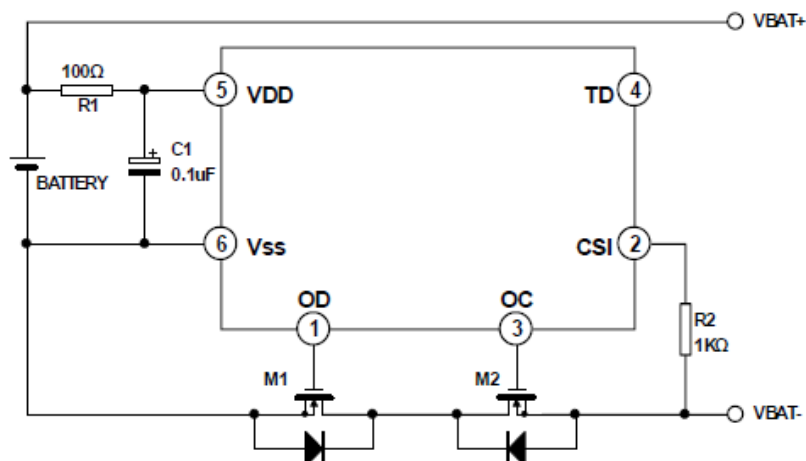 VBAT+
100Ω
R1
5
VDD
TD
4
+
C1
0.1uF
BATTERY
6
Vss
CSI
2
OD
1
OC
3
R2
1KΩ
M1
M2
VBAT-